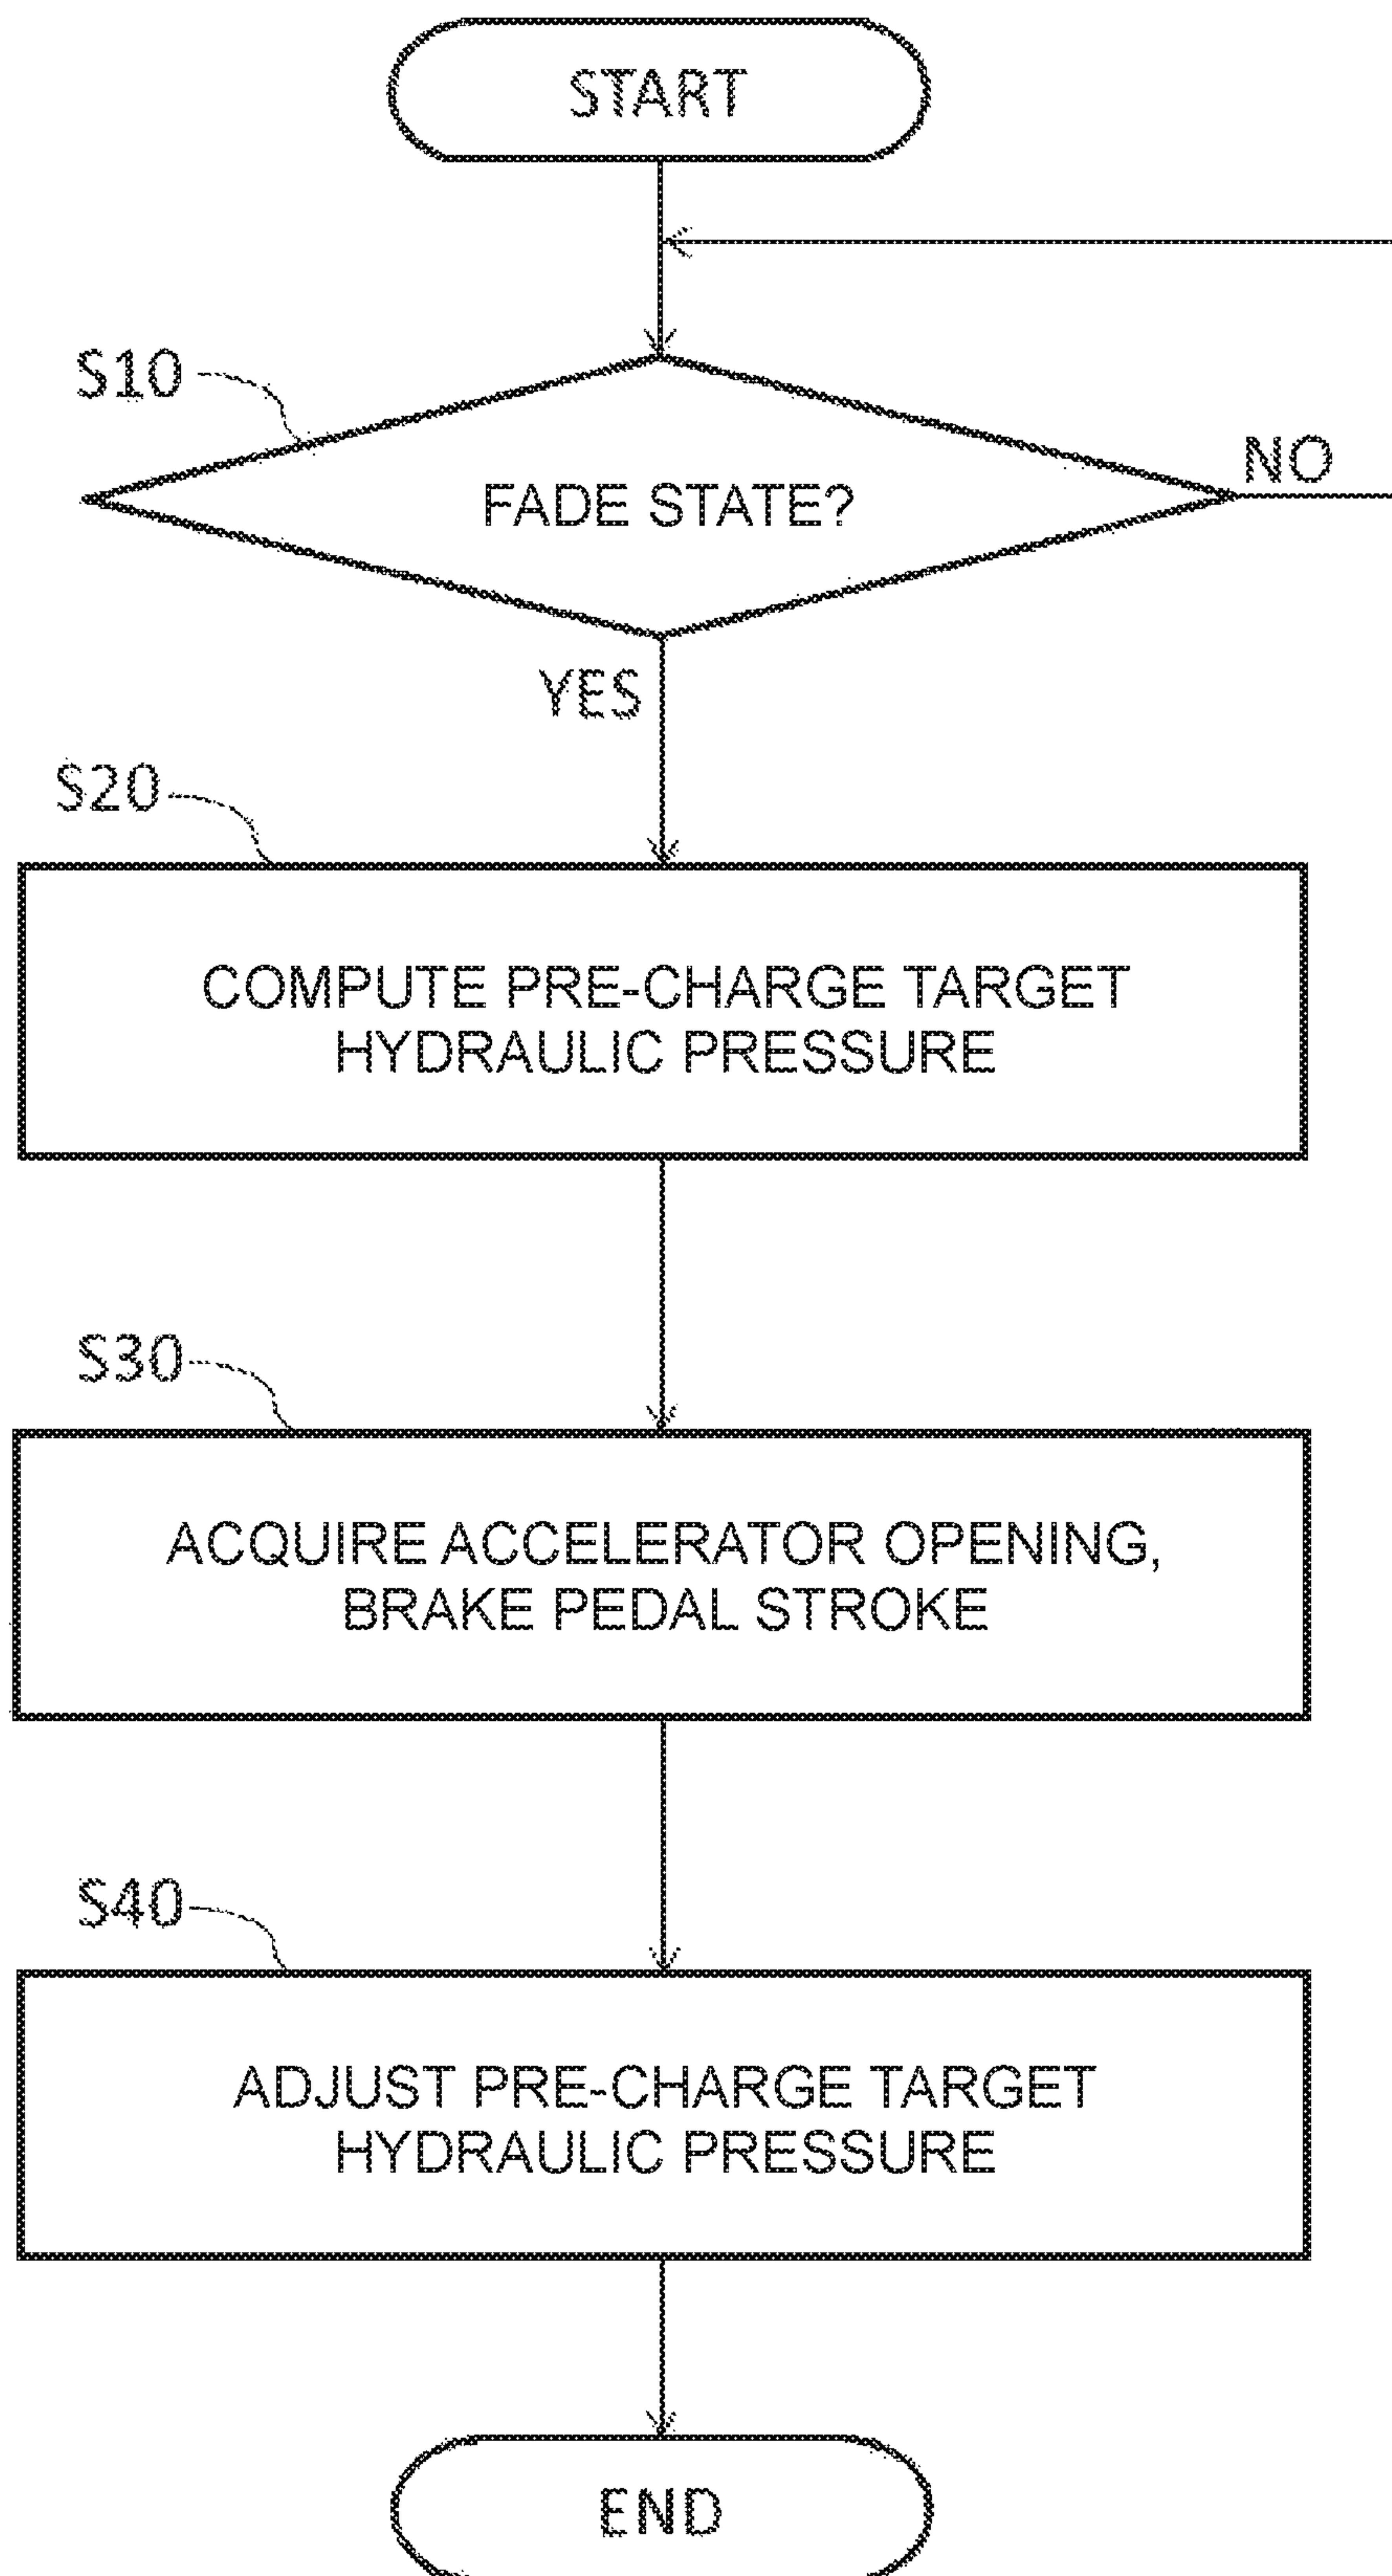 START
S10
FADE STATE?
NO
YES
S20
COMPUTE PRE-CHARGE TARGET
HYDRAULIC PRESSURE
S30
ACQUIRE ACCELERATOR OPENING,
BRAKE PEDAL STROKE
S40
ADJUST PRE-CHARGE TARGET
HYDRAULIC PRESSURE
END